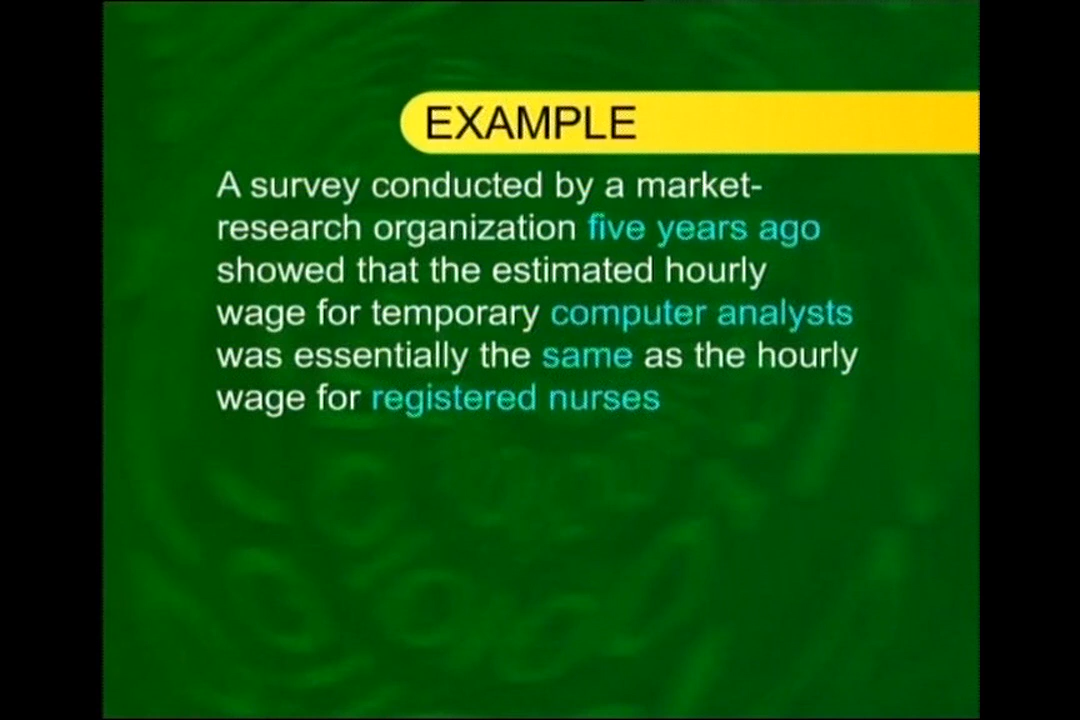 EXAMPLE
A survey conducted by a market-
research organization five years ago
showed that the estimated hourly
wage for temporary computer analysts
was essentially the same as the hourly
wage for registered nurses